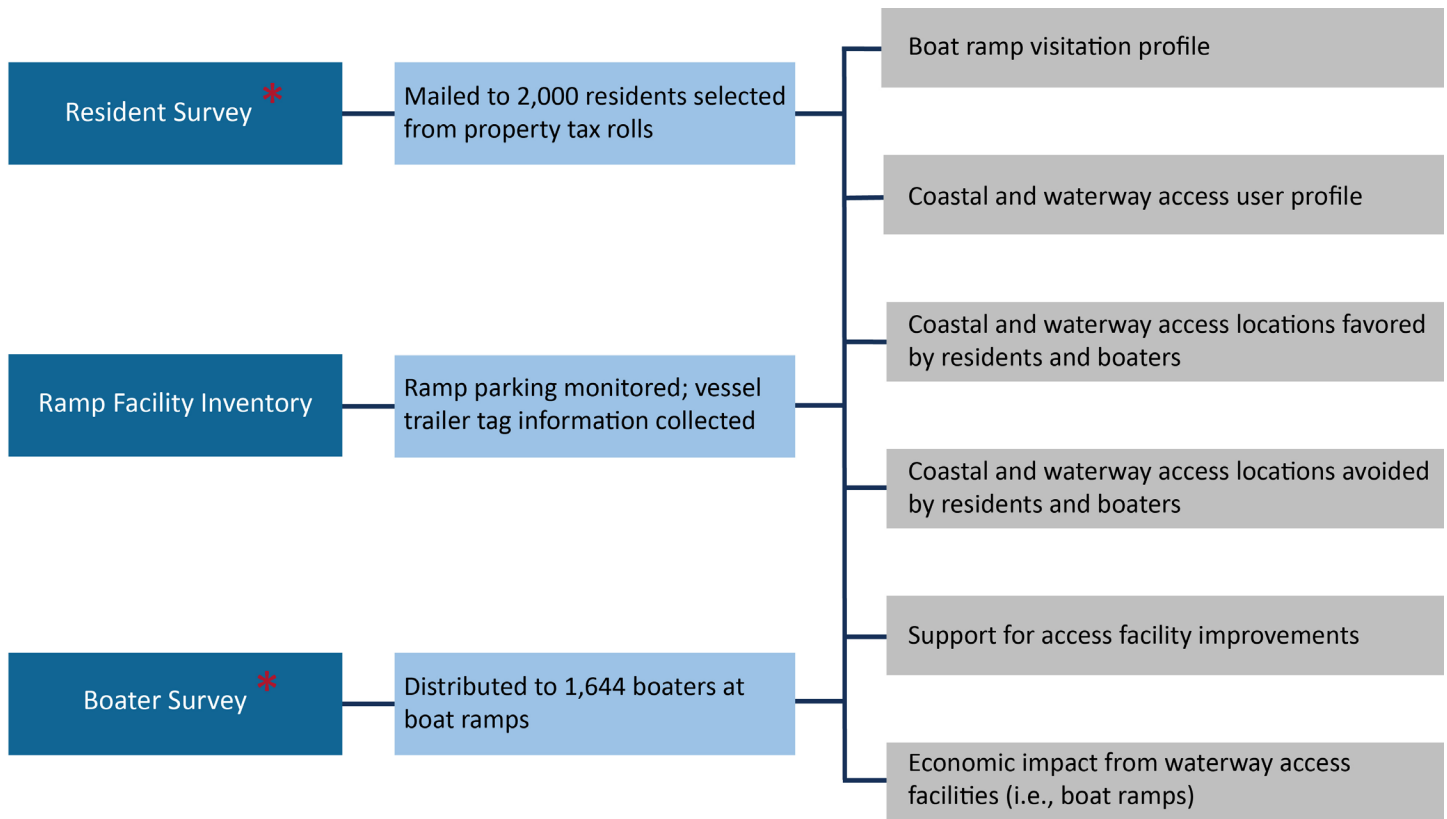 Resident Survey *
Mailed to 2,000 residents selected
from property tax rolls
Ramp Facility Inventory
Ramp parking monitored; vessel
trailer tag information collected
Boater Survey *
Distributed to 1,644 boaters at
boat ramps
Boat ramp visitation profile
Coastal and waterway access user profile
Coastal and waterway access locations favored
by residents and boaters
Coastal and waterway access locations avoided
by residents and boaters
Support for access facility improvements
Economic impact from waterway access
facilities (i.e., boat ramps)